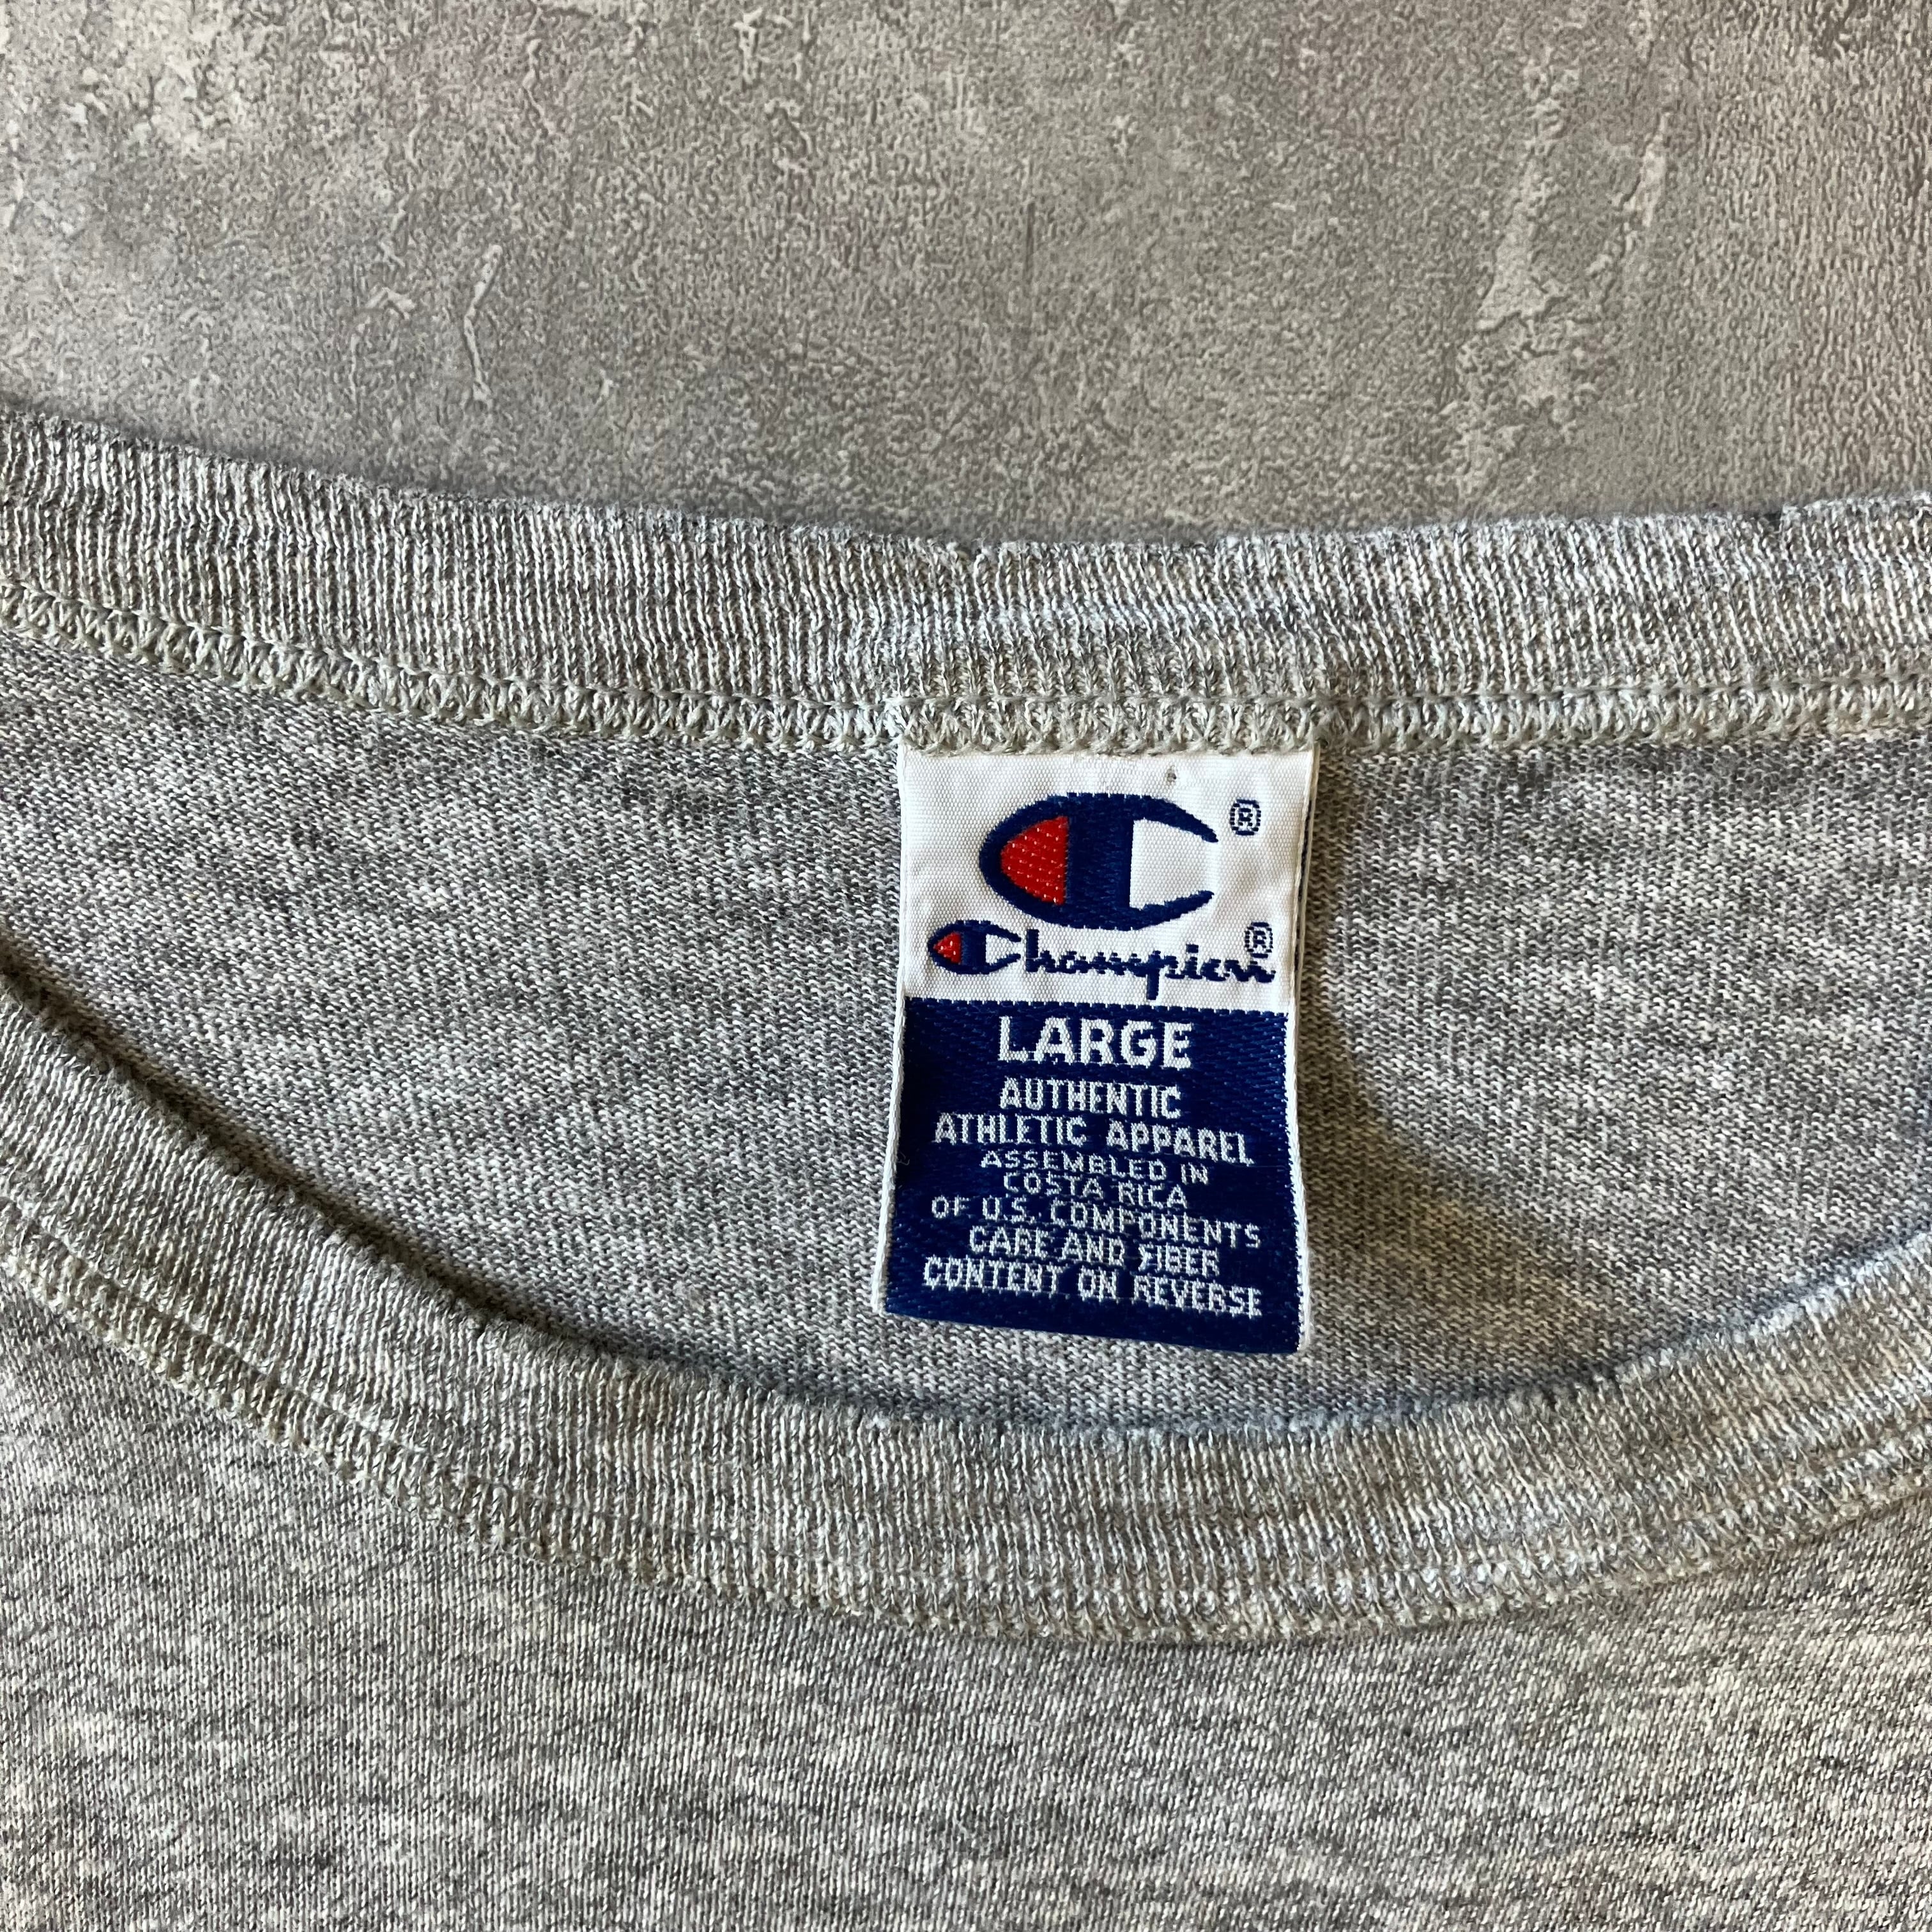 ®
Champion®
LARGE
AUTHENTIC
ATHLETIC APPAREL
ASSEMBLED IN
COSTA RICA
OF U.S. COMPONENTS
CARE AND FIBER
CONTENT ON REVERSE